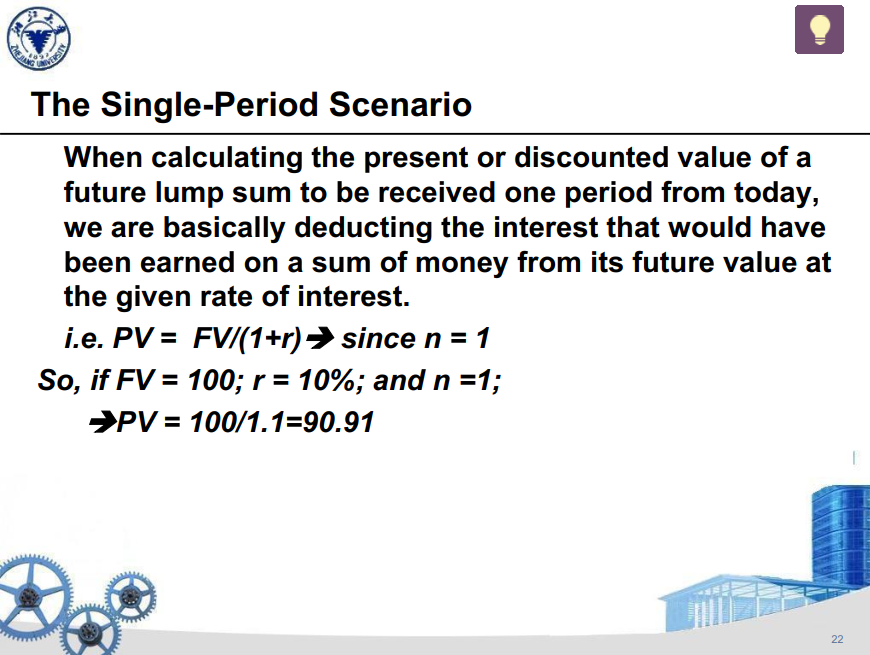 ZHEJIANG UNIVERSITY
1897
The Single-Period Scenario
When calculating the present or discounted value of a
future lump sum to be received one period from today,
we are basically deducting the interest that would have
been earned on a sum of money from its future value at
the given rate of interest.
i.e. PV = FV/(1+r)➔ since n = 1
So, if FV = 100; r = 10%; and n =1;
➔PV = 100/1.1=90.91
22